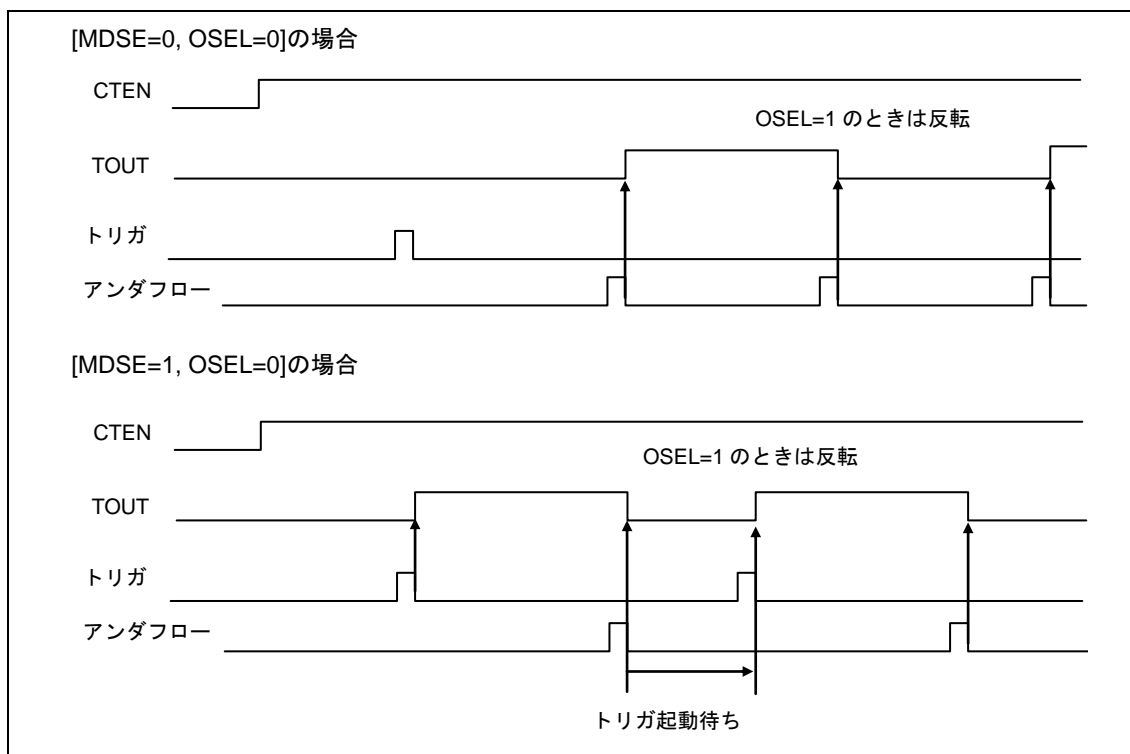 [MDSE=0, OSEL=0]の場合
CTEN
OSEL=1 のときは反転
TOUT
トリガ
アンダフロー
[MDSE=1, OSEL=0]の場合
CTEN
OSEL=1 のときは反転
TOUT
トリガ
アンダフロー
トリガ起動待ち